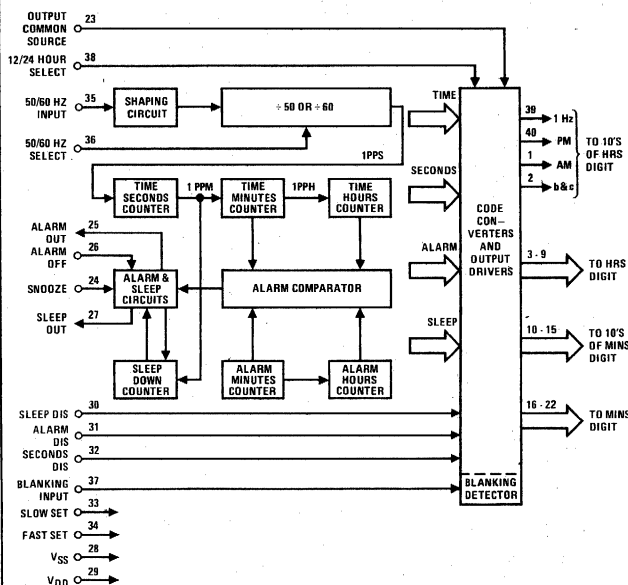 OUTPUT
COMMON
SOURCE
23
12/24 HOUR
SELECT
38
50/60 HZ
INPUT
35
SHAPING
CIRCUIT
÷ 50 OR ÷ 60
50/60 HZ
SELECT
36
1PPS
TIME
SECONDS
COUNTER
1 PPM
TIME
MINUTES
COUNTER
1PPH
TIME
HOURS
COUNTER
ALARM
OUT
25
ALARM
OFF
26
SNOOZE
24
SLEEP
OUT
27
ALARM &
SLEEP
CIRCUITS
ALARM COMPARATOR
SLEEP
DOWN
COUNTER
ALARM
MINUTES
COUNTER
ALARM
HOURS
COUNTER
TIME
SECONDS
ALARM
SLEEP
CODE
CON–
VERTERS
AND
OUTPUT
DRIVERS
BLANKING
DETECTOR
39
1 Hz
40
PM
1
AM
2
b&c
TO 10'S
OF HRS
DIGIT
3 - 9
TO HRS
DIGIT
10 - 15
TO 10'S
OF MINS
DIGIT
16 - 22
TO MINS
DIGIT
SLEEP DIS
30
ALARM
DIS
31
SECONDS
DIS
32
BLANKING
INPUT
37
SLOW SET
33
FAST SET
34
VSS
28
VDD
29